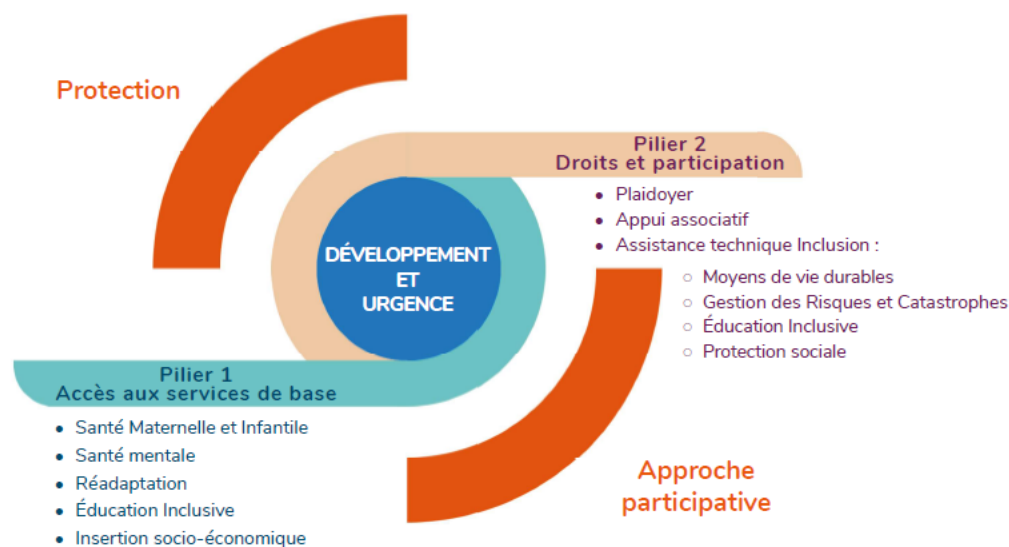 Protection
Pilier 2
Droits et participation
• Plaidoyer
• Appui associatif
• Assistance technique Inclusion :
○ Moyens de vie durables
○ Gestion des Risques et Catastrophes
○ Éducation Inclusive
○ Protection sociale
DÉVELOPPEMENT
ET
URGENCE
Pilier 1
Accès aux services de base
• Santé Maternelle et Infantile
• Santé mentale
• Réadaptation
• Éducation Inclusive
• Insertion socio-économique
Approche
participative